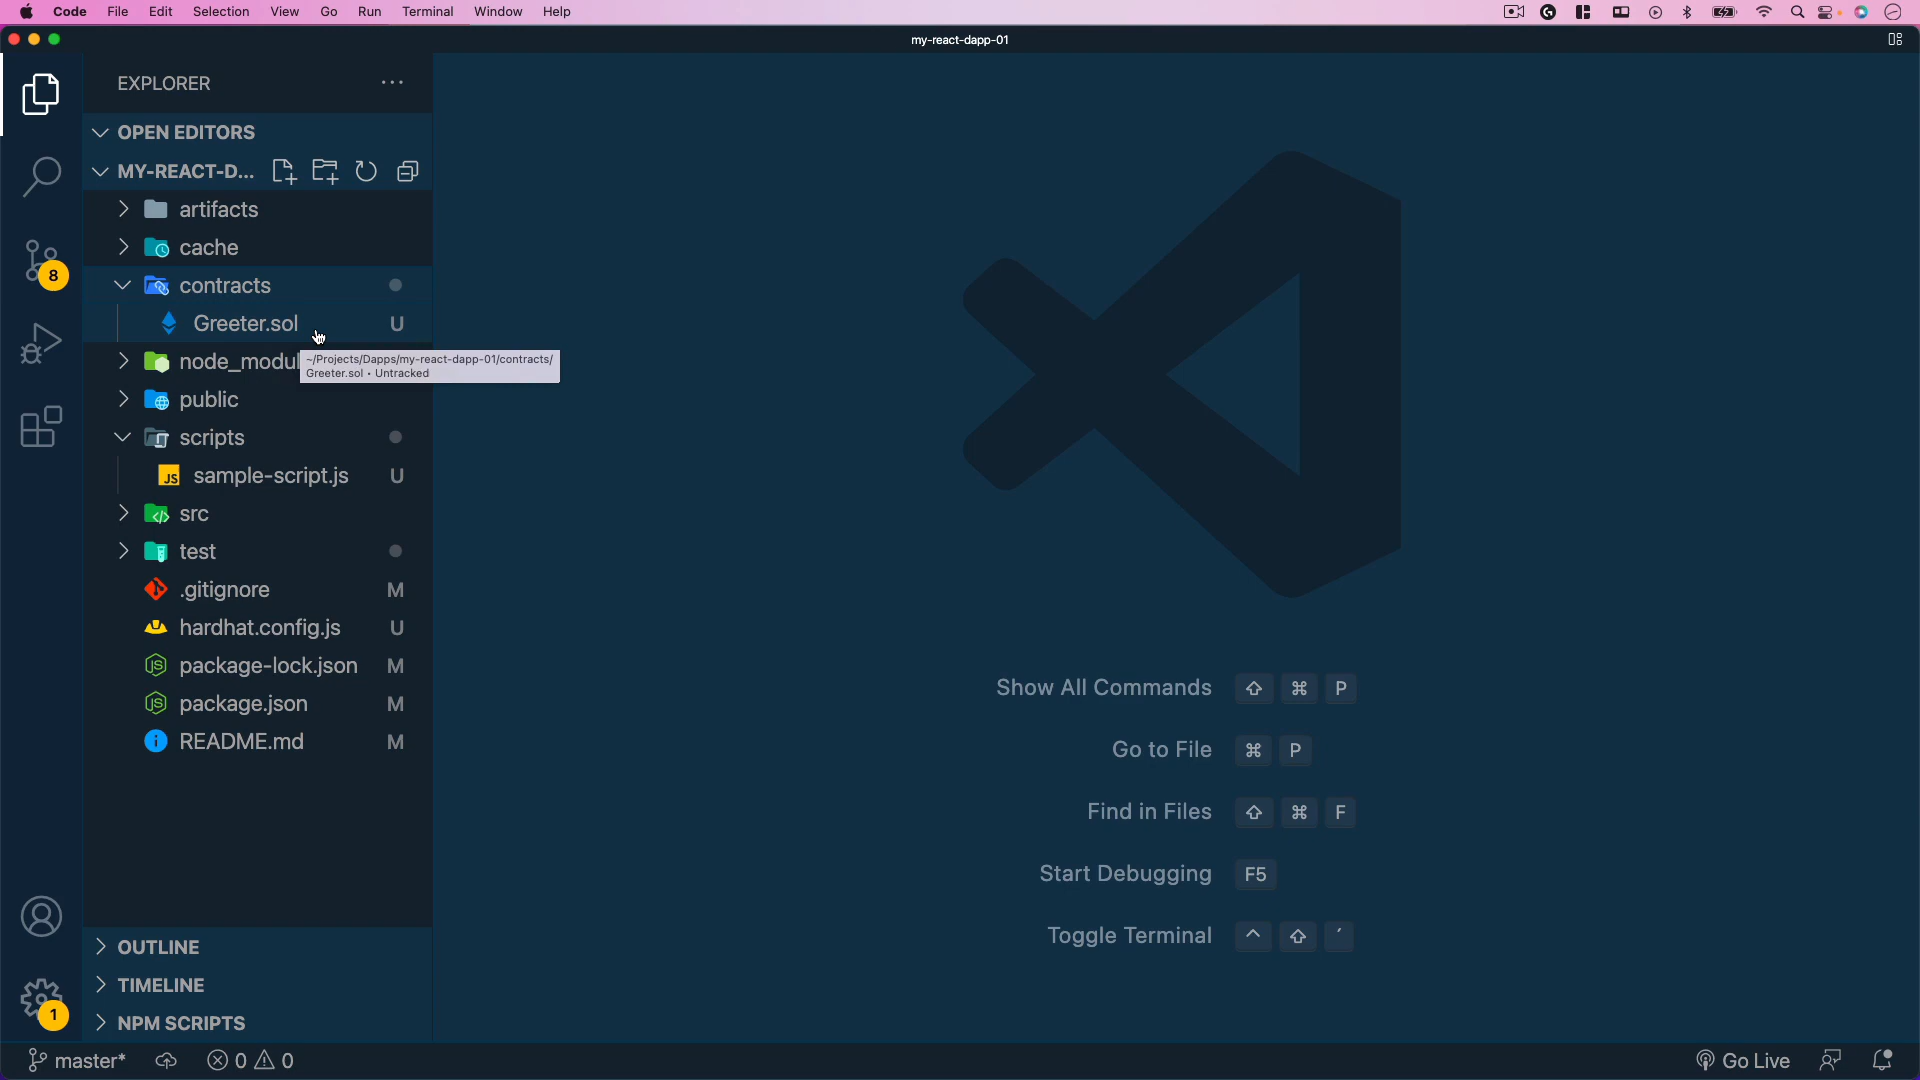 Code File Edit Selection View Go Run Terminal Window Help
my-react-dapp-01
EXPLORER
OPEN EDITORS
MY-REACT-D...
artifacts
cache
contracts
Greeter.sol U
node_modul
~/Projects/Dapps/my-react-dapp-01/contracts/
Greeter.sol • Untracked
public
scripts
JS sample-script.js U
src
test
.gitignore M
hardhat.config.js U
package-lock.json M
package.json M
README.md M
8
Show All Commands ⇧ ⌘ P
Go to File ⌘ P
Find in Files ⇧ ⌘ F
Start Debugging F5
Toggle Terminal ^ ⇧ ´
OUTLINE
TIMELINE
NPM SCRIPTS
1
master* 0 0 Go Live